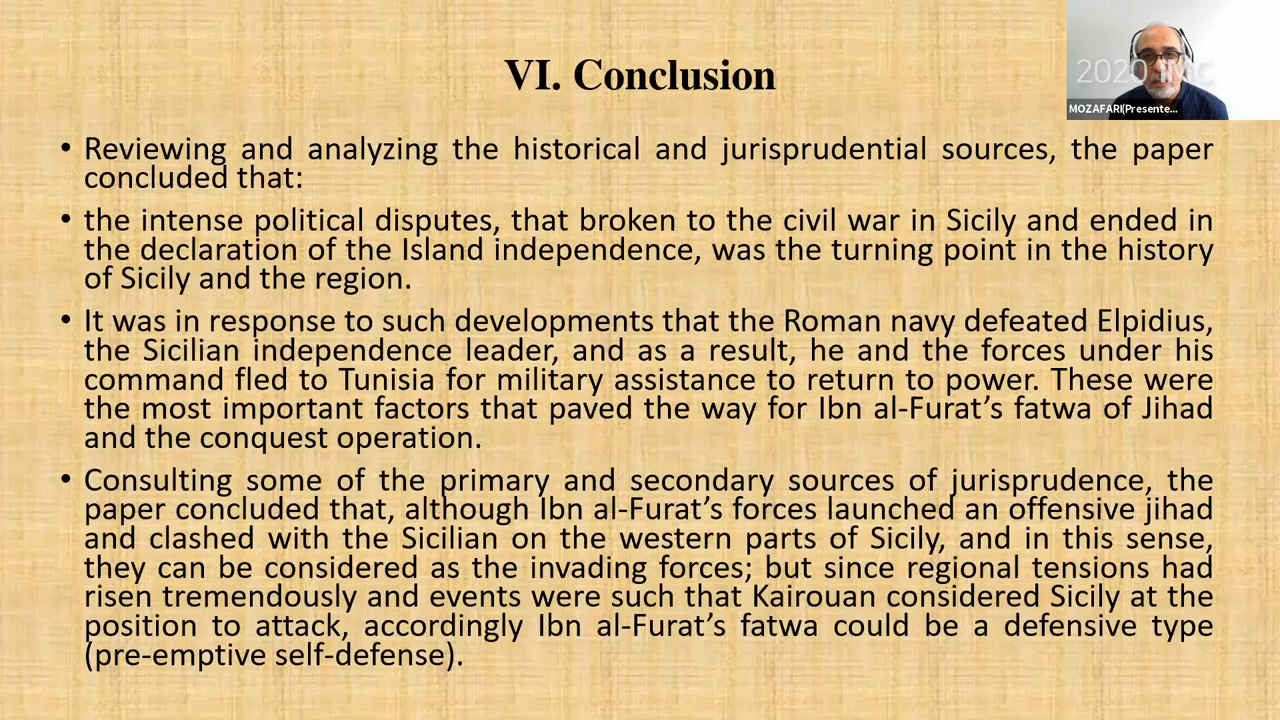 VI. Conclusion
2020 IMC
MOZAFARI(Presente...
• Reviewing and analyzing the historical and jurisprudential sources, the paper
concluded that:
• the intense political disputes, that broken to the civil war in Sicily and ended in
the declaration of the Island independence, was the turning point in the history
of Sicily and the region.
• It was in response to such developments that the Roman navy defeated Elpidius,
the Sicilian independence leader, and as a result, he and the forces under his
command fled to Tunisia for military assistance to return to power. These were
the most important factors that paved the way for Ibn al-Furat’s fatwa of Jihad
and the conquest operation.
• Consulting some of the primary and secondary sources of jurisprudence, the
paper concluded that, although Ibn al-Furat’s forces launched an offensive jihad
and clashed with the Sicilian on the western parts of Sicily, and in this sense,
they can be considered as the invading forces; but since regional tensions had
risen tremendously and events were such that Kairouan considered Sicily at the
position to attack, accordingly Ibn al-Furat’s fatwa could be a defensive type
(pre-emptive self-defense).